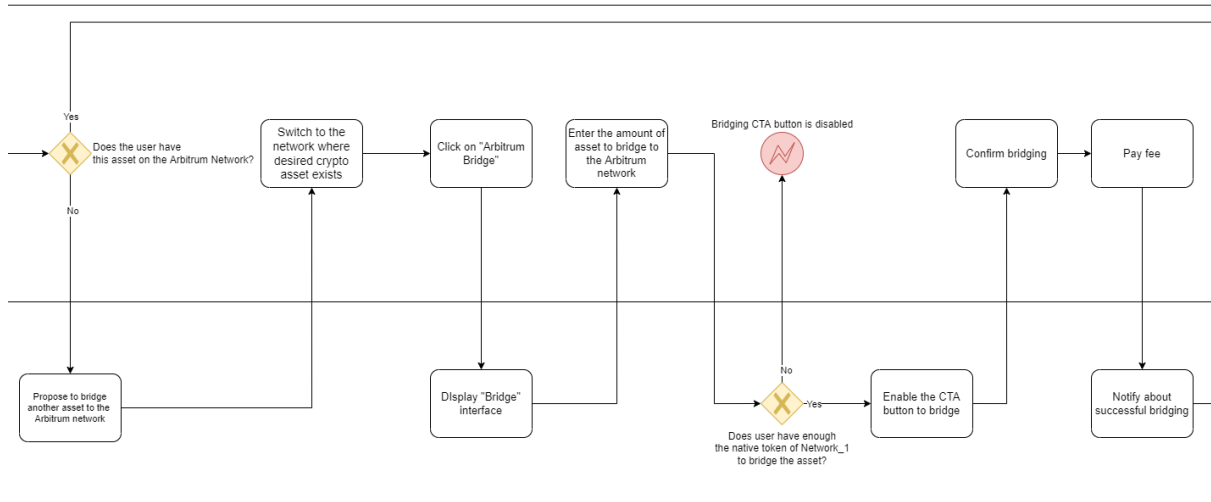 Yes
Does the user have
this asset on the Arbitrum Network?
No
Propose to bridge
another asset to the
Arbitrum network
Switch to the
network where
desired crypto
asset exists
Click on "Arbitrum
Bridge"
DIsplay "Bridge"
interface
Enter the amount of
asset to bridge to
the Arbitrum
network
Bridging CTA button is disabled
No
Yes
Does user have enough
the native token of Network_1
to bridge the asset?
Enable the CTA
button to bridge
Confirm bridging
Pay fee
Notify about
successful bridging